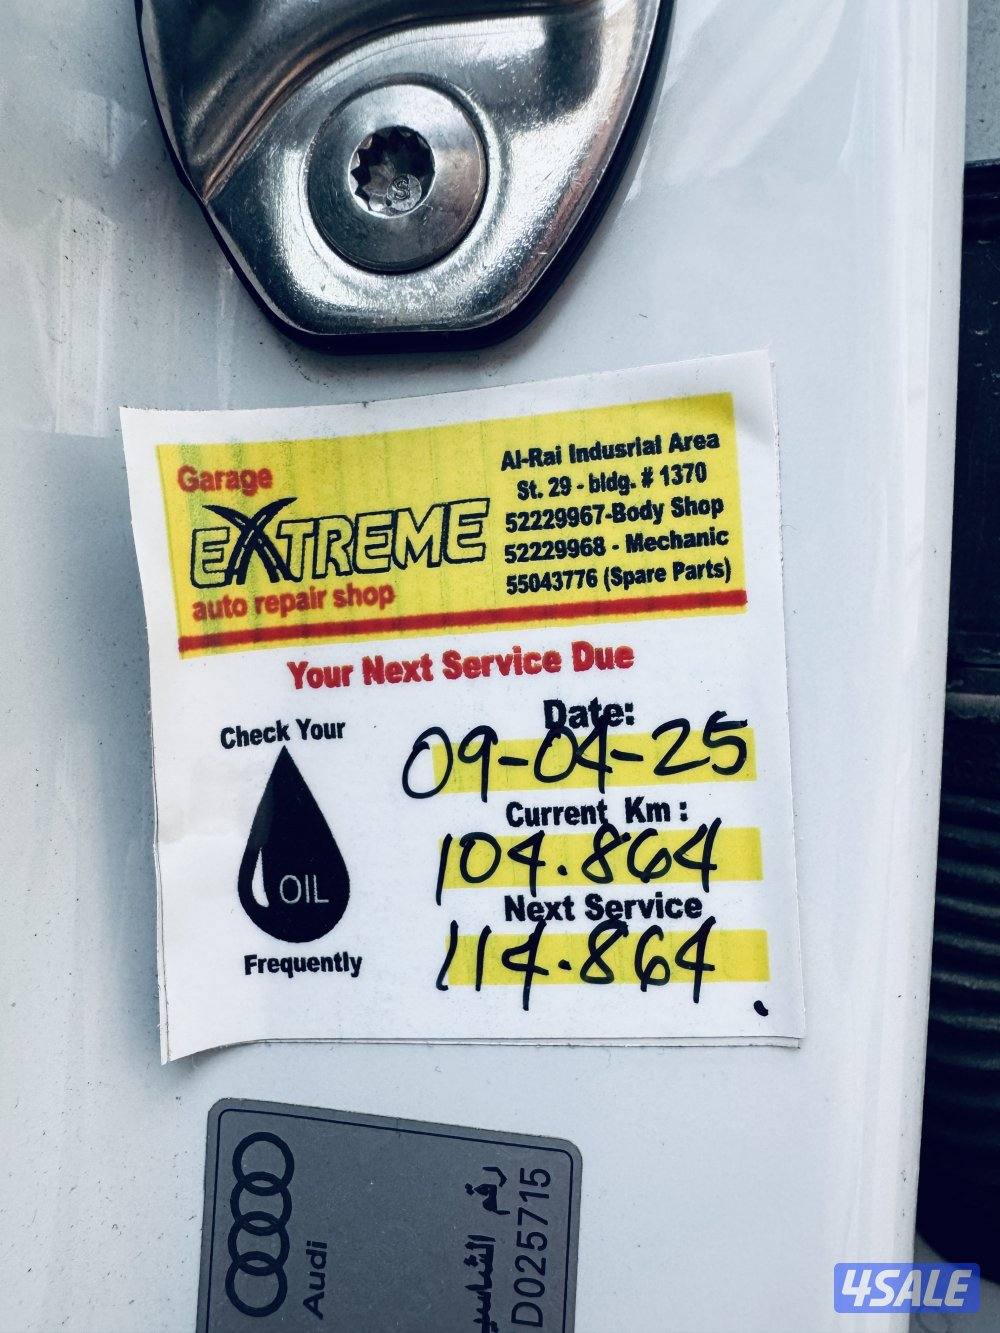 Garage
EXTREME
auto repair shop
Al-Rai Indusrial Area
St. 29 - bldg. # 1370
52229967-Body Shop
52229968 - Mechanic
55043776 (Spare Parts)
Your Next Service Due
Check Your
OIL
Frequently
Date:
09-04-25
Current Km :
104.864
Next Service
114.864
Audi
رقم الشاسي
D025715
4SALE